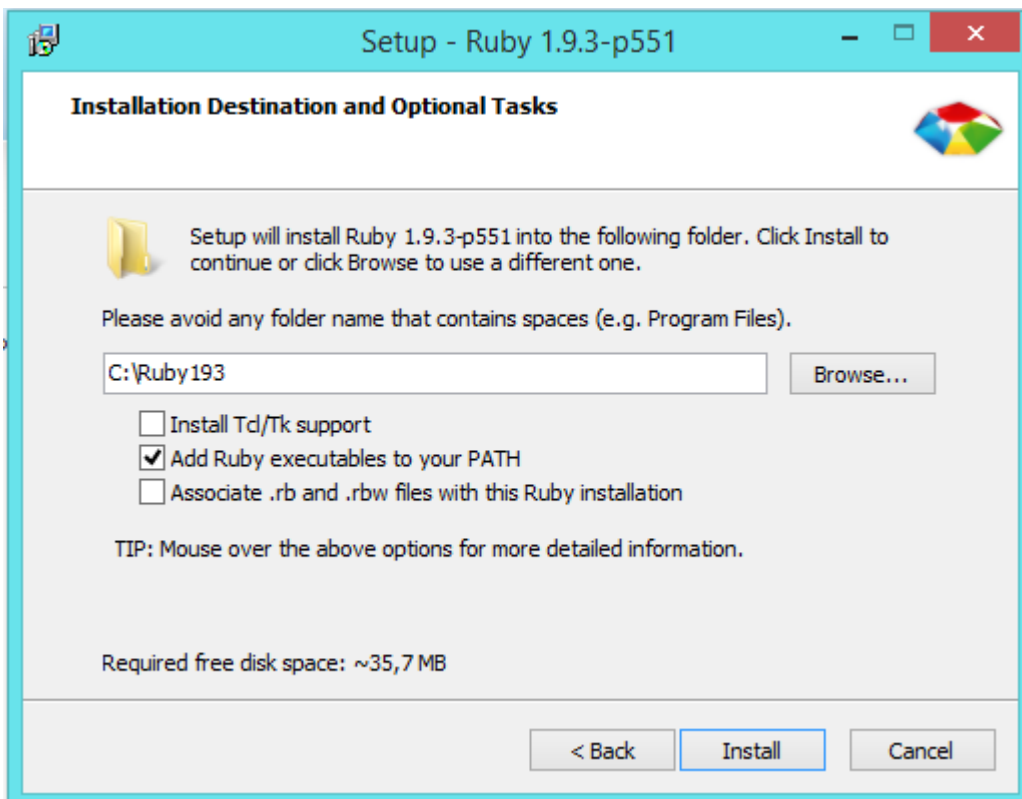 Setup - Ruby 1.9.3-p551
Installation Destination and Optional Tasks
Setup will install Ruby 1.9.3-p551 into the following folder. Click Install to
continue or click Browse to use a different one.
Please avoid any folder name that contains spaces (e.g. Program Files).
C:\Ruby193
Browse...
Install Tcl/Tk support
Add Ruby executables to your PATH
Associate .rb and .rbw files with this Ruby installation
TIP: Mouse over the above options for more detailed information.
Required free disk space: ~35,7 MB
< Back
Install
Cancel